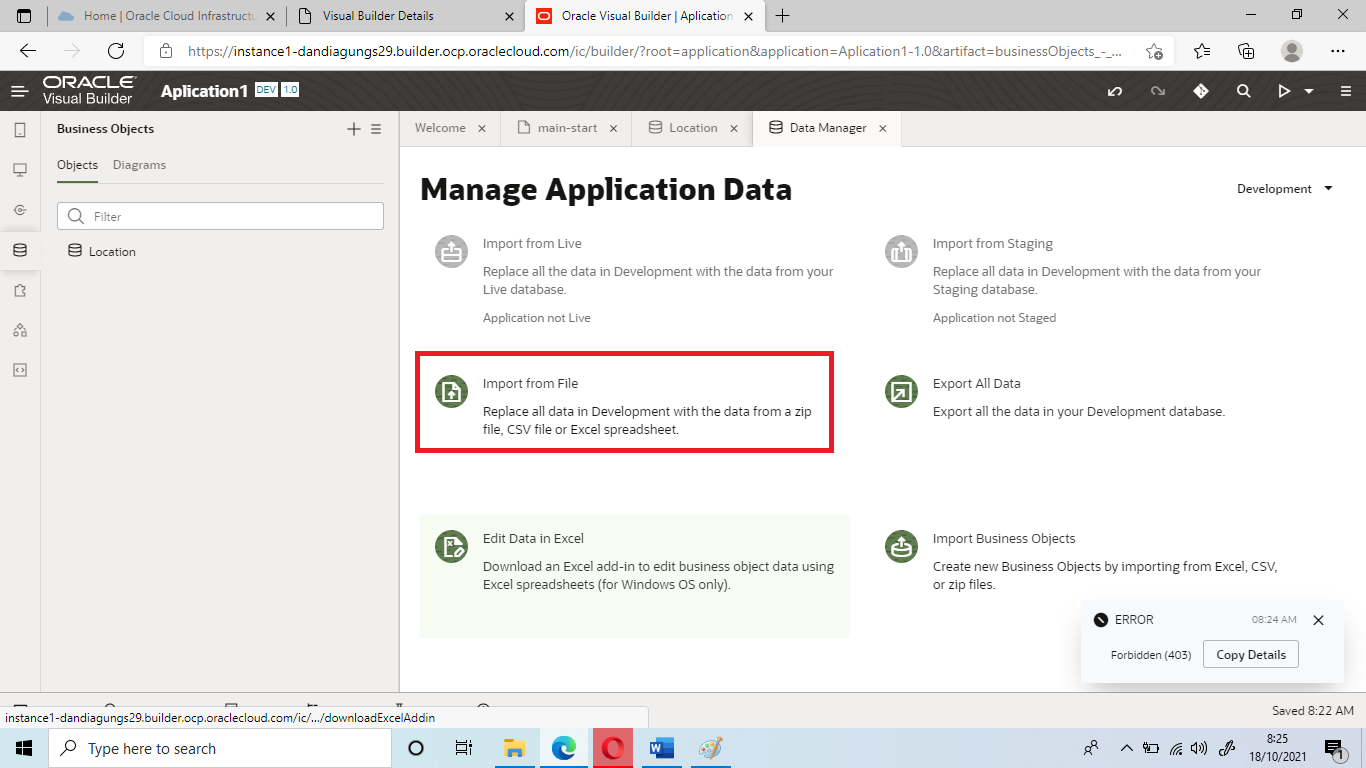 Home | Oracle Cloud Infrastructu
Visual Builder Details
Oracle Visual Builder | Aplication
https://instance1-dandiagungs29.builder.ocp.oraclecloud.com/ic/builder/?root=application&application=Aplication1-1.0&artifact=businessObjects_-_...
ORACLE
Visual Builder
Aplication1 DEV 1.0
Business Objects
Objects Diagrams
Filter
Location
Welcome
main-start
Location
Data Manager
Manage Application Data
Development
Import from Live
Replace all the data in Development with the data from your
Live database.
Application not Live
Import from Staging
Replace all data in Development with the data from your
Staging database.
Application not Staged
Import from File
Replace all data in Development with the data from a zip
file, CSV file or Excel spreadsheet.
Export All Data
Export all the data in your Development database.
Edit Data in Excel
Download an Excel add-in to edit business object data using
Excel spreadsheets (for Windows OS only).
Import Business Objects
Create new Business Objects by importing from Excel, CSV,
or zip files.
ERROR 08:24 AM
Forbidden (403) Copy Details
instance1-dandiagungs29.builder.ocp.oraclecloud.com/ic/.../downloadExcelAddin
Saved 8:22 AM
Type here to search
8:25
18/10/2021
1